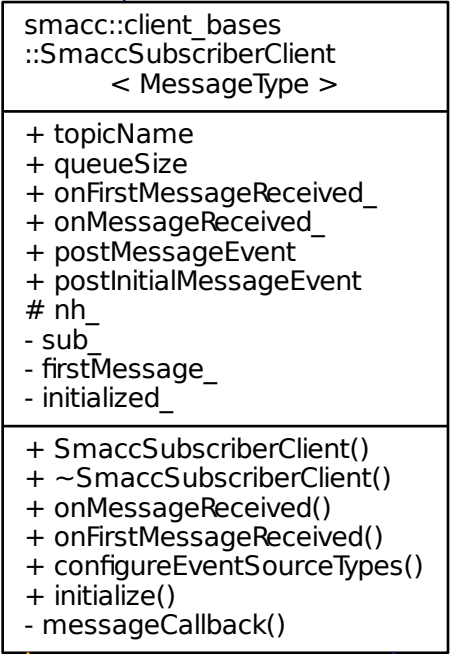 smacc::client_bases
::SmaccSubscriberClient
< MessageType >
+ topicName
+ queueSize
+ onFirstMessageReceived_
+ onMessageReceived_
+ postMessageEvent
+ postInitialMessageEvent
# nh_
- sub_
- firstMessage_
- initialized_
+ SmaccSubscriberClient()
+ ~SmaccSubscriberClient()
+ onMessageReceived()
+ onFirstMessageReceived()
+ configureEventSourceTypes()
+ initialize()
- messageCallback()